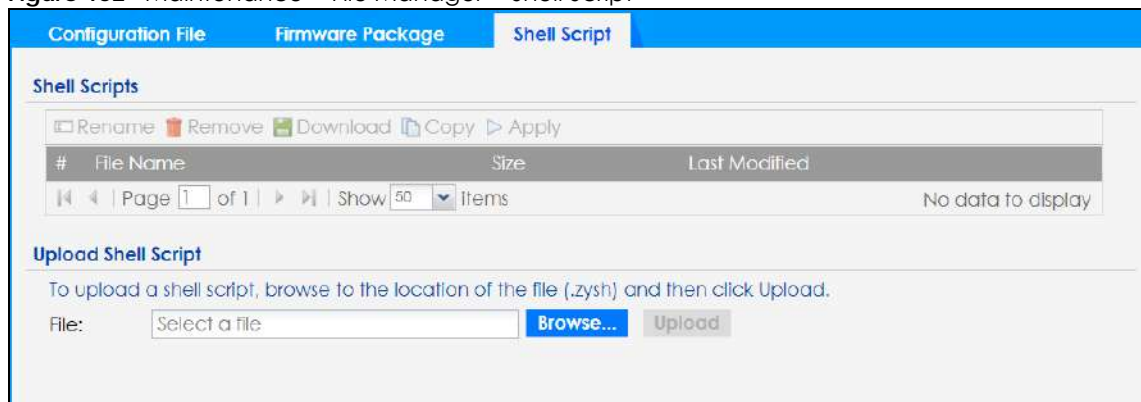 Configuration File Firmware Package Shell Script
Shell Scripts
Rename Remove Download Copy Apply
# File Name Size Last Modified
Page 1 of 1 Show 50 items No data to display
Upload Shell Script
To upload a shell script, browse to the location of the file (.zysh) and then click Upload.
File: Select a file Browse... Upload